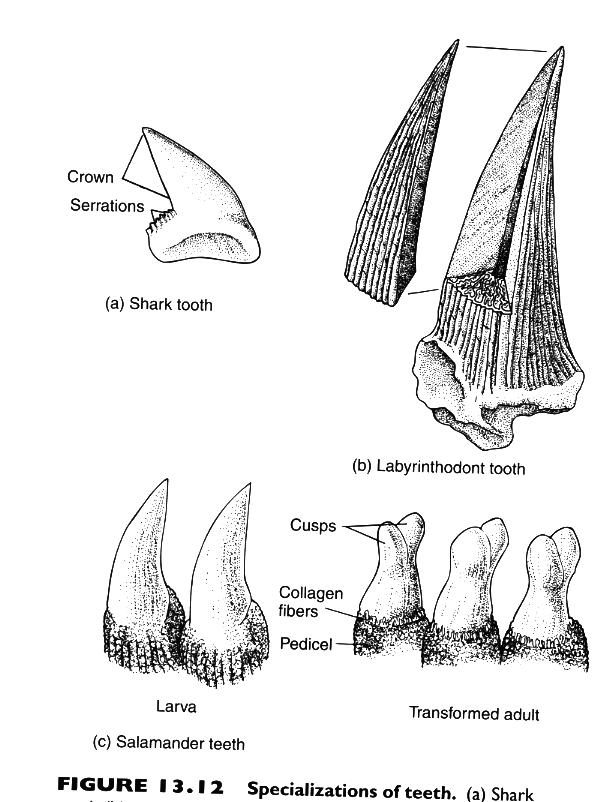 Crown
Serrations
(a) Shark tooth
(b) Labyrinthodont tooth
Cusps
Collagen
fibers
Pedicel
Larva
Transformed adult
(c) Salamander teeth
FIGURE 13.12 Specializations of teeth. (a) Shark